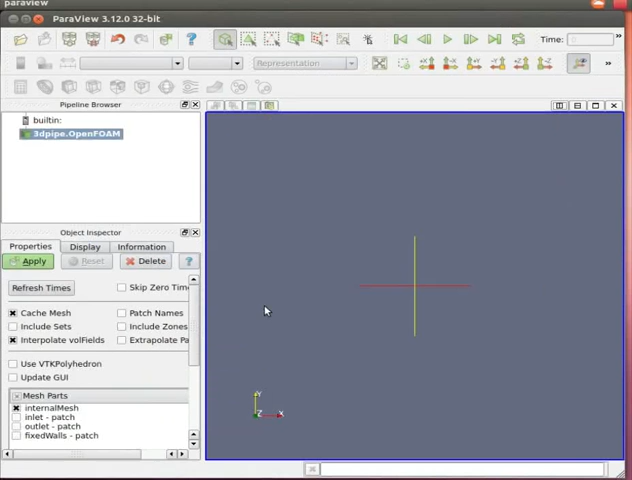 paraview
ParaView 3.12.0 32-bit
Time:
Representation
Pipeline Browser
builtin:
3dpipe.OpenFOAM
Object Inspector
Properties Display Information
Apply Reset Delete ?
Refresh Times Skip Zero Time
Cache Mesh Patch Names
Include Sets Include Zones
Interpolate volFields Extrapolate Pa
Use VTKPolyhedron
Update GUI
Mesh Parts
internalMesh
inlet - patch
outlet - patch
fixedWalls - patch
Y
Z X